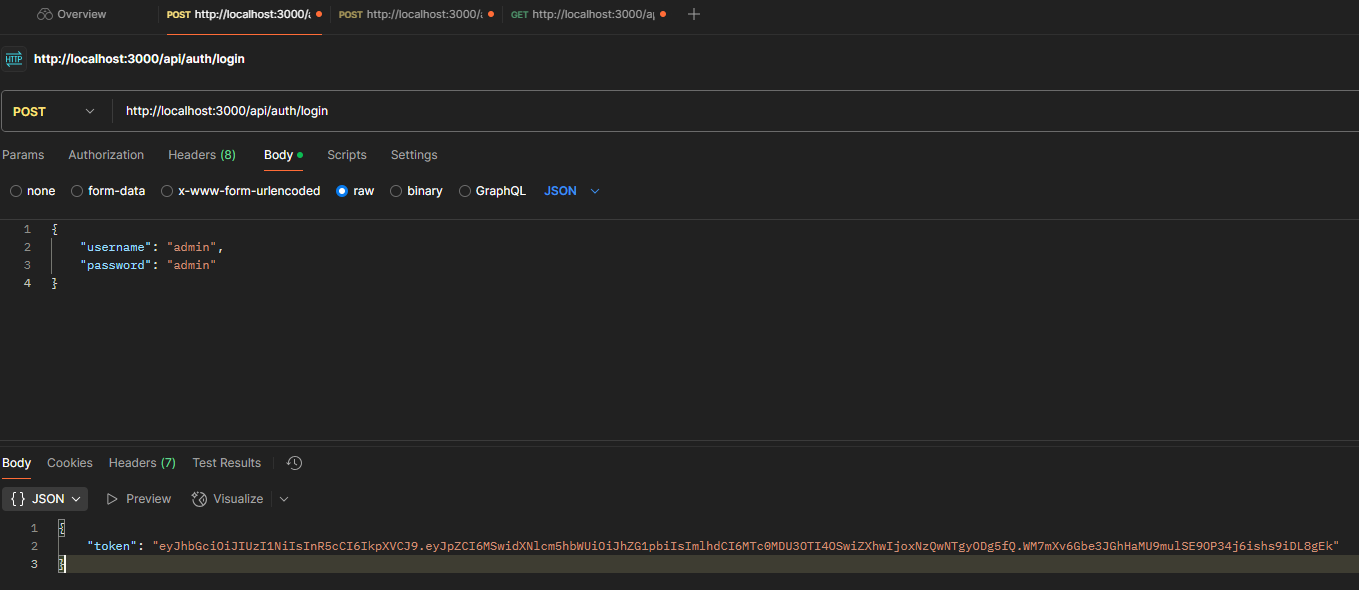 Overview
POST http://localhost:3000/a
POST http://localhost:3000/a
GET http://localhost:3000/ap
HTTP http://localhost:3000/api/auth/login
POST http://localhost:3000/api/auth/login
Params Authorization Headers (8) Body Scripts Settings
none form-data x-www-form-urlencoded raw binary GraphQL JSON
1 {
2 "username": "admin",
3 "password": "admin"
4 }
Body Cookies Headers (7) Test Results
{} JSON Preview Visualize
1 {
2 "token": "eyJhbGciOiJIUzI1NiIsInR5cCI6IkpXVCJ9.eyJpZCI6MSwidXNlcm5hbWUiOiJhZG1pbiIsImlhdCI6MTc0MDU3OTI4OSwiZXhwIjoxNzQwNTgyODg5fQ.WM7mXv6Gbe3JGhHaMU9mulSE9OP34j6ishs9iDL8gEk"
3 }